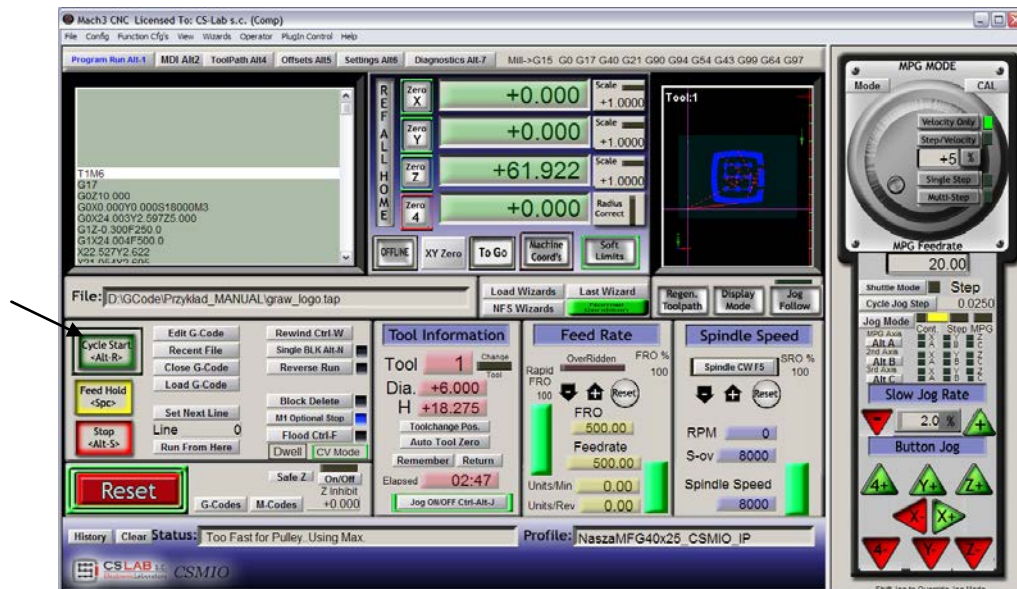 Mach3 CNC Licensed To: CS-Lab s.c. (Comp)
File Config Function Cfg's View Wizards Operator PlugIn Control Help
Program Run Alt-1 MDI Alt2 ToolPath Alt4 Offsets Alt5 Settings Alt6 Diagnostics Alt-7 Mill->G15 G0 G17 G40 G21 G90 G94 G54 G43 G99 G64 G97
T1M6
G17
G0Z10.000
G0X0.000Y0.000S18000M3
G0X24.003Y2.597Z5.000
G1Z-0.300F250.0
G1X24.004F500.0
X22.527Y2.622
REF ALL HOME
Zero X +0.000 Scale +1.0000
Zero Y +0.000 Scale +1.0000
Zero Z +61.922 Scale +1.0000
Zero 4 +0.000 Radius Correct
OFFLINE XY Zero To Go Machine Coord's Soft Limits
Tool:1
File: D:\GCode\Przykład_MANUAL\graw_logo.tap
Load Wizards Last Wizard
NFS Wizards
Regen. Toolpath Display Mode Jog Follow
Cycle Start <Alt-R>
Feed Hold <Spc>
Stop <Alt-S>
Edit G-Code Rewind Ctrl-W
Recent File Single BLK Alt-N
Close G-Code Reverse Run
Load G-Code
Block Delete
Set Next Line M1 Optional Stop
Line 0 Flood Ctrl-F
Run From Here Dwell CV Mode
Reset
Safe Z On/Off
Z Inhibit
+0.000
G-Codes M-Codes
Tool Information
Tool 1 Change Tool
Dia. +6.000
H +18.275
Toolchange Pos.
Auto Tool Zero
Remember Return
Elapsed 02:47
Jog ON/OFF Ctrl-Alt-J
Feed Rate
OverRidden FRO %
Rapid FRO 100 100
Reset
FRO
500.00
Feedrate
500.00
Units/Min 0.00
Units/Rev 0.00
Spindle Speed
Spindle CW F5 SRO % 100
Reset
RPM 0
S-ov 8000
Spindle Speed
8000
History Clear Status: Too Fast for Pulley..Using Max. Profile: NaszaMFG40x25_CSMIO_IP
CSLAB s.c. CSMIO
MPG MODE
Mode CAL
Velocity Only
Step/Velocity
+5 %
Single Step
Multi-Step
MPG Feedrate
20.00
Shuttle Mode Step
Cycle Jog Step 0.0250
Jog Mode Cont. Step MPG
MPG Axis
Alt A X Y Z A B C
2nd Axis
Alt B X Y Z A B C
3rd Axis
Alt C X Y Z A B C
Slow Jog Rate
- 2.0 % +
Button Jog
4+ Y+ Z+
X- X+
4- Y- Z-